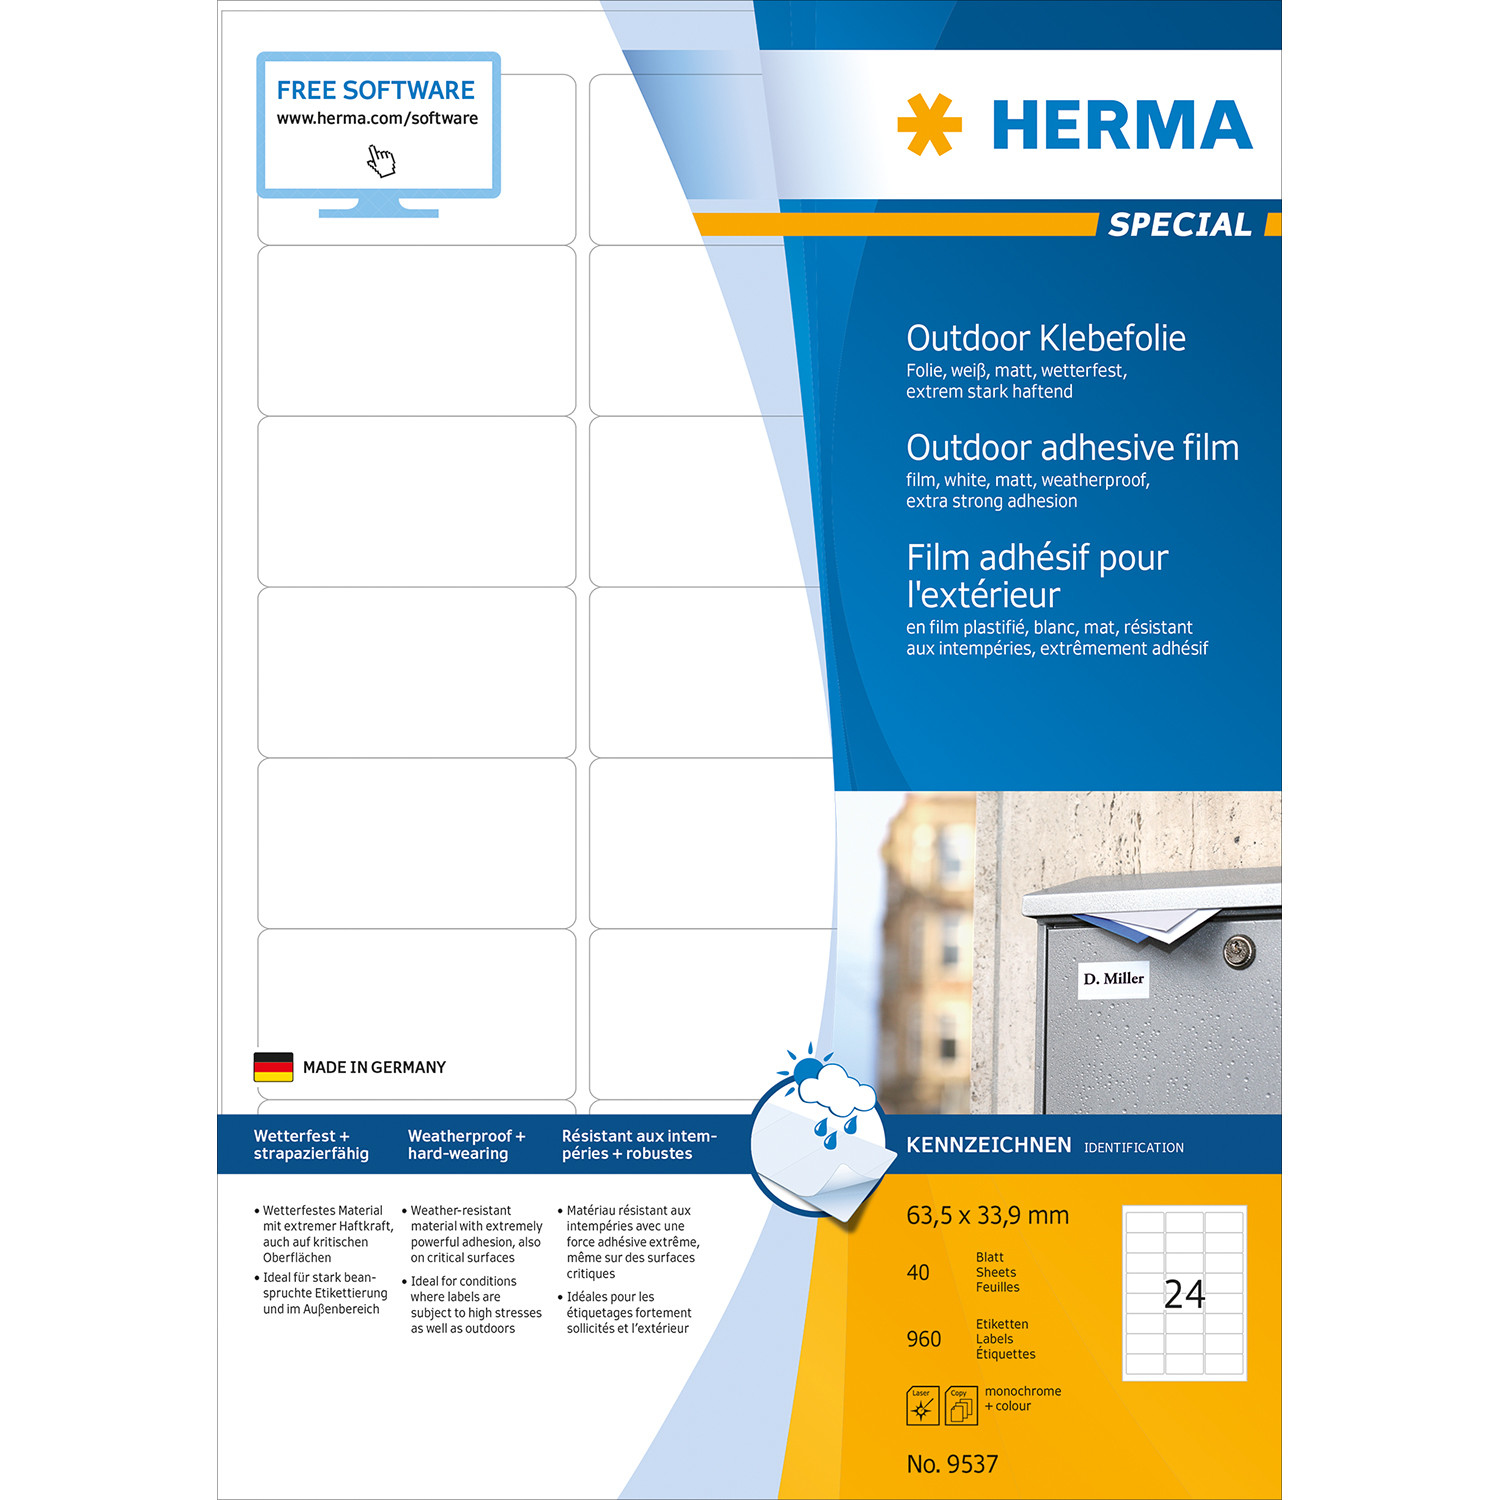 FREE SOFTWARE
www.herma.com/software
HERMA
SPECIAL
Outdoor Klebefolie
Folie, weiß, matt, wetterfest,
extrem stark haftend
Outdoor adhesive film
film, white, matt, weatherproof,
extra strong adhesion
Film adhésif pour
l'extérieur
en film plastifié, blanc, mat, résistant
aux intempéries, extrêmement adhésif
D. Miller
MADE IN GERMANY
Wetterfest +
strapazierfähig
Weatherproof +
hard-wearing
Résistant aux intem-
péries + robustes
KENNZEICHNEN IDENTIFICATION
• Wetterfestes Material
mit extremer Haftkraft,
auch auf kritischen
Oberflächen
• Ideal für stark bean-
spruchte Etikettierung
und im Außenbereich
• Weather-resistant
material with extremely
powerful adhesion, also
on critical surfaces
• Ideal for conditions
where labels are
subject to high stresses
as well as outdoors
• Matériau résistant aux
intempéries avec une
force adhésive extrême,
même sur des surfaces
critiques
• Idéales pour les
étiquetages fortement
sollicités et l'extérieur
63,5 x 33,9 mm
40
Blatt
Sheets
Feuilles
960
Etiketten
Labels
Étiquettes
24
Laser
Copy
monochrome
+ colour
No. 9537